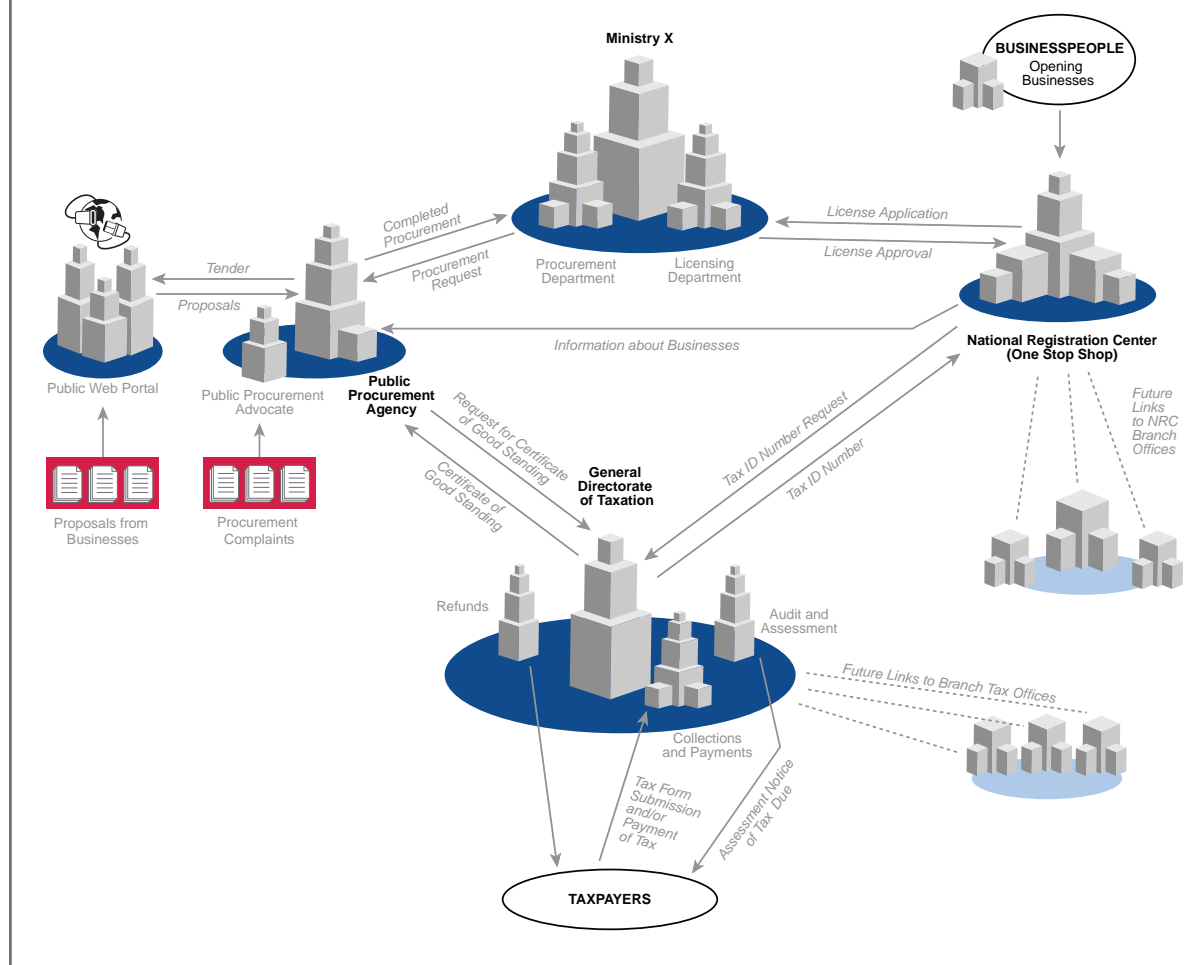 Ministry X
BUSINESSPEOPLE
Opening
Businesses
Completed
Procurement
Procurement
Request
License Application
License Approval
Procurement
Department
Licensing
Department
Tender
Proposals
Information about Businesses
National Registration Center
(One Stop Shop)
Public Web Portal
Public Procurement
Advocate
Public
Procurement
Agency
Future
Links
to NRC
Branch
Offices
Request for Certificate
of Good Standing
Certificate of
Good Standing
Tax ID Number Request
Tax ID Number
General
Directorate
of Taxation
Proposals from
Businesses
Procurement
Complaints
Refunds
Audit and
Assessment
Future Links to Branch Tax Offices
Collections
and Payments
Tax Form
Submission
and/or
Payment
of Tax
Assessment Notice
of Tax Due
TAXPAYERS